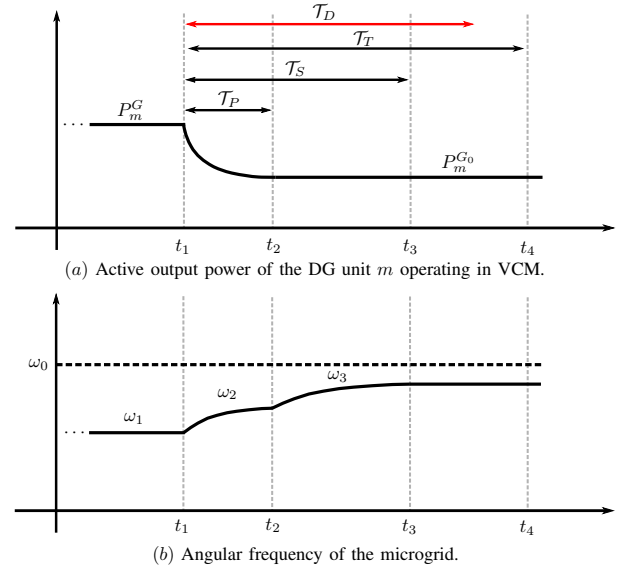 𝒯_D
𝒯_T
𝒯_S
𝒯_P
P_m^G
···
P_m^{G_0}
t_1 t_2 t_3 t_4
(a) Active output power of the DG unit m operating in VCM.
ω_0
ω_3
ω_2
ω_1
···
t_1 t_2 t_3 t_4
(b) Angular frequency of the microgrid.